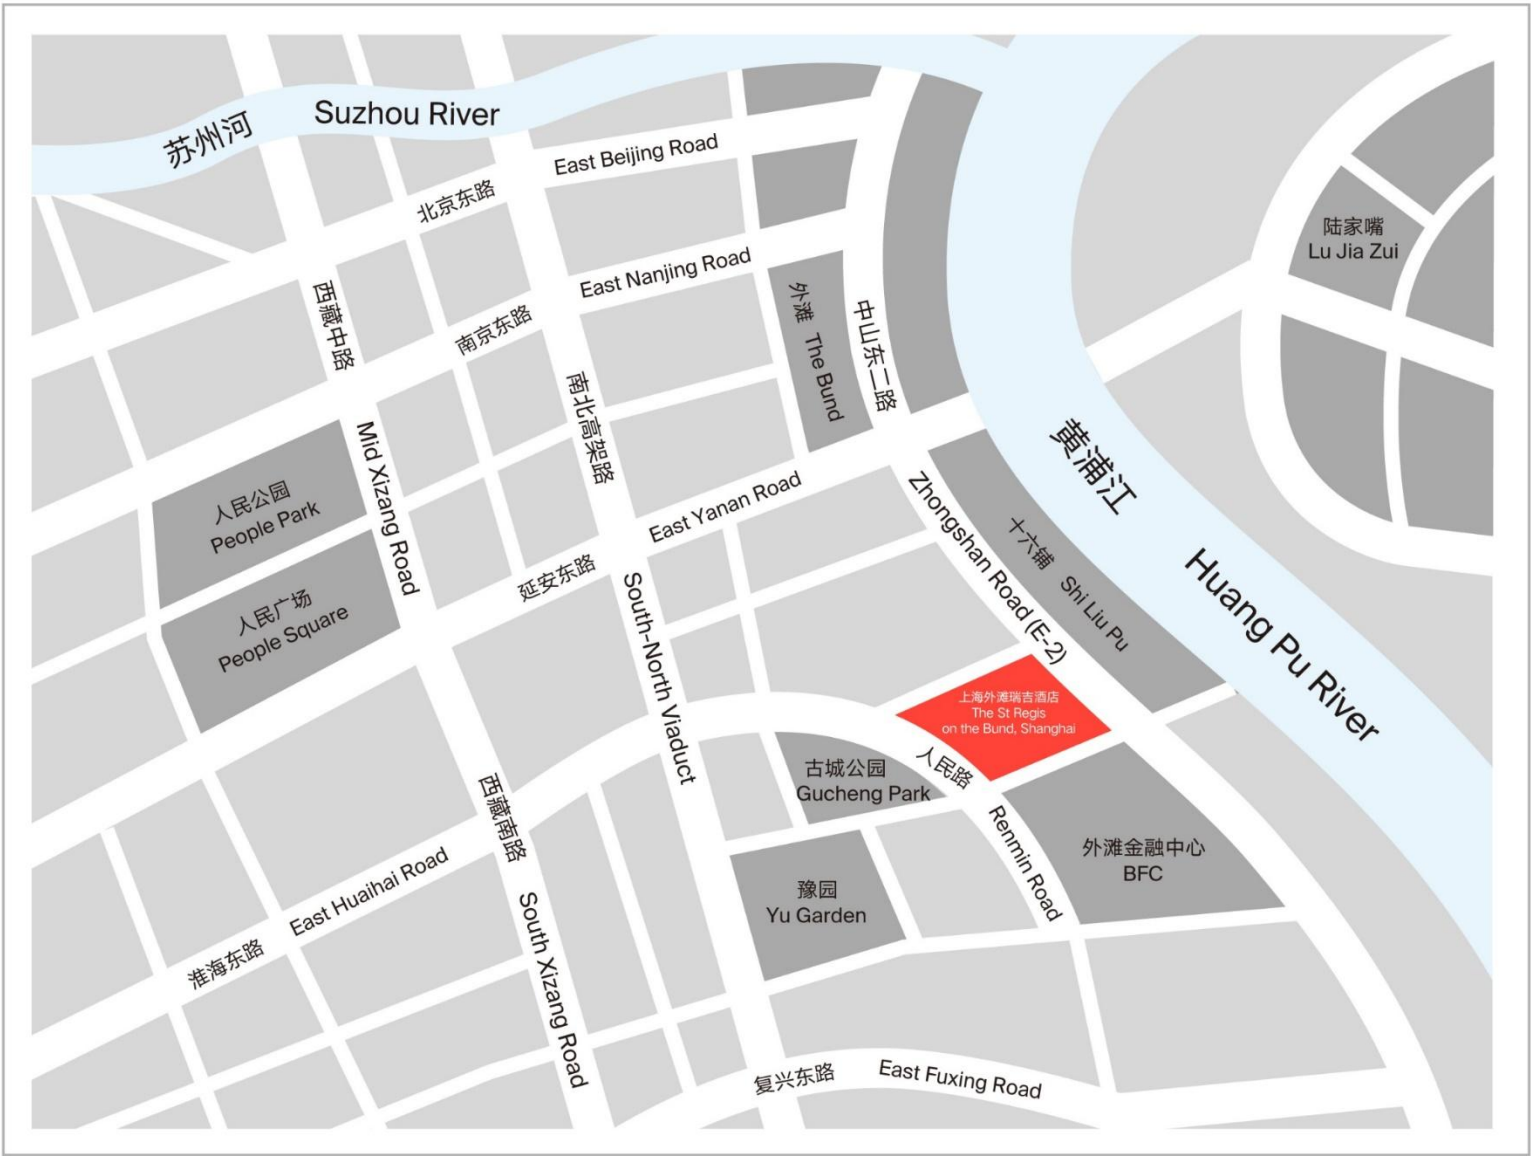 苏州河
Suzhou River
East Beijing Road
北京东路
East Nanjing Road
南京东路
陆家嘴
Lu Jia Zui
西藏中路
Mid Xizang Road
外滩 The Bund
中山东二路
南北高架路
黄浦江
Huang Pu River
人民公园
People Park
人民广场
People Square
East Yanan Road
延安东路
Zhongshan Road (E-2)
十六铺 Shi Liu Pu
South-North Viaduct
上海外滩瑞吉酒店
The St Regis
on the Bund, Shanghai
古城公园
Gucheng Park
人民路
Renmin Road
外滩金融中心
BFC
豫园
Yu Garden
西藏南路
South Xizang Road
East Huaihai Road
淮海东路
复兴东路
East Fuxing Road